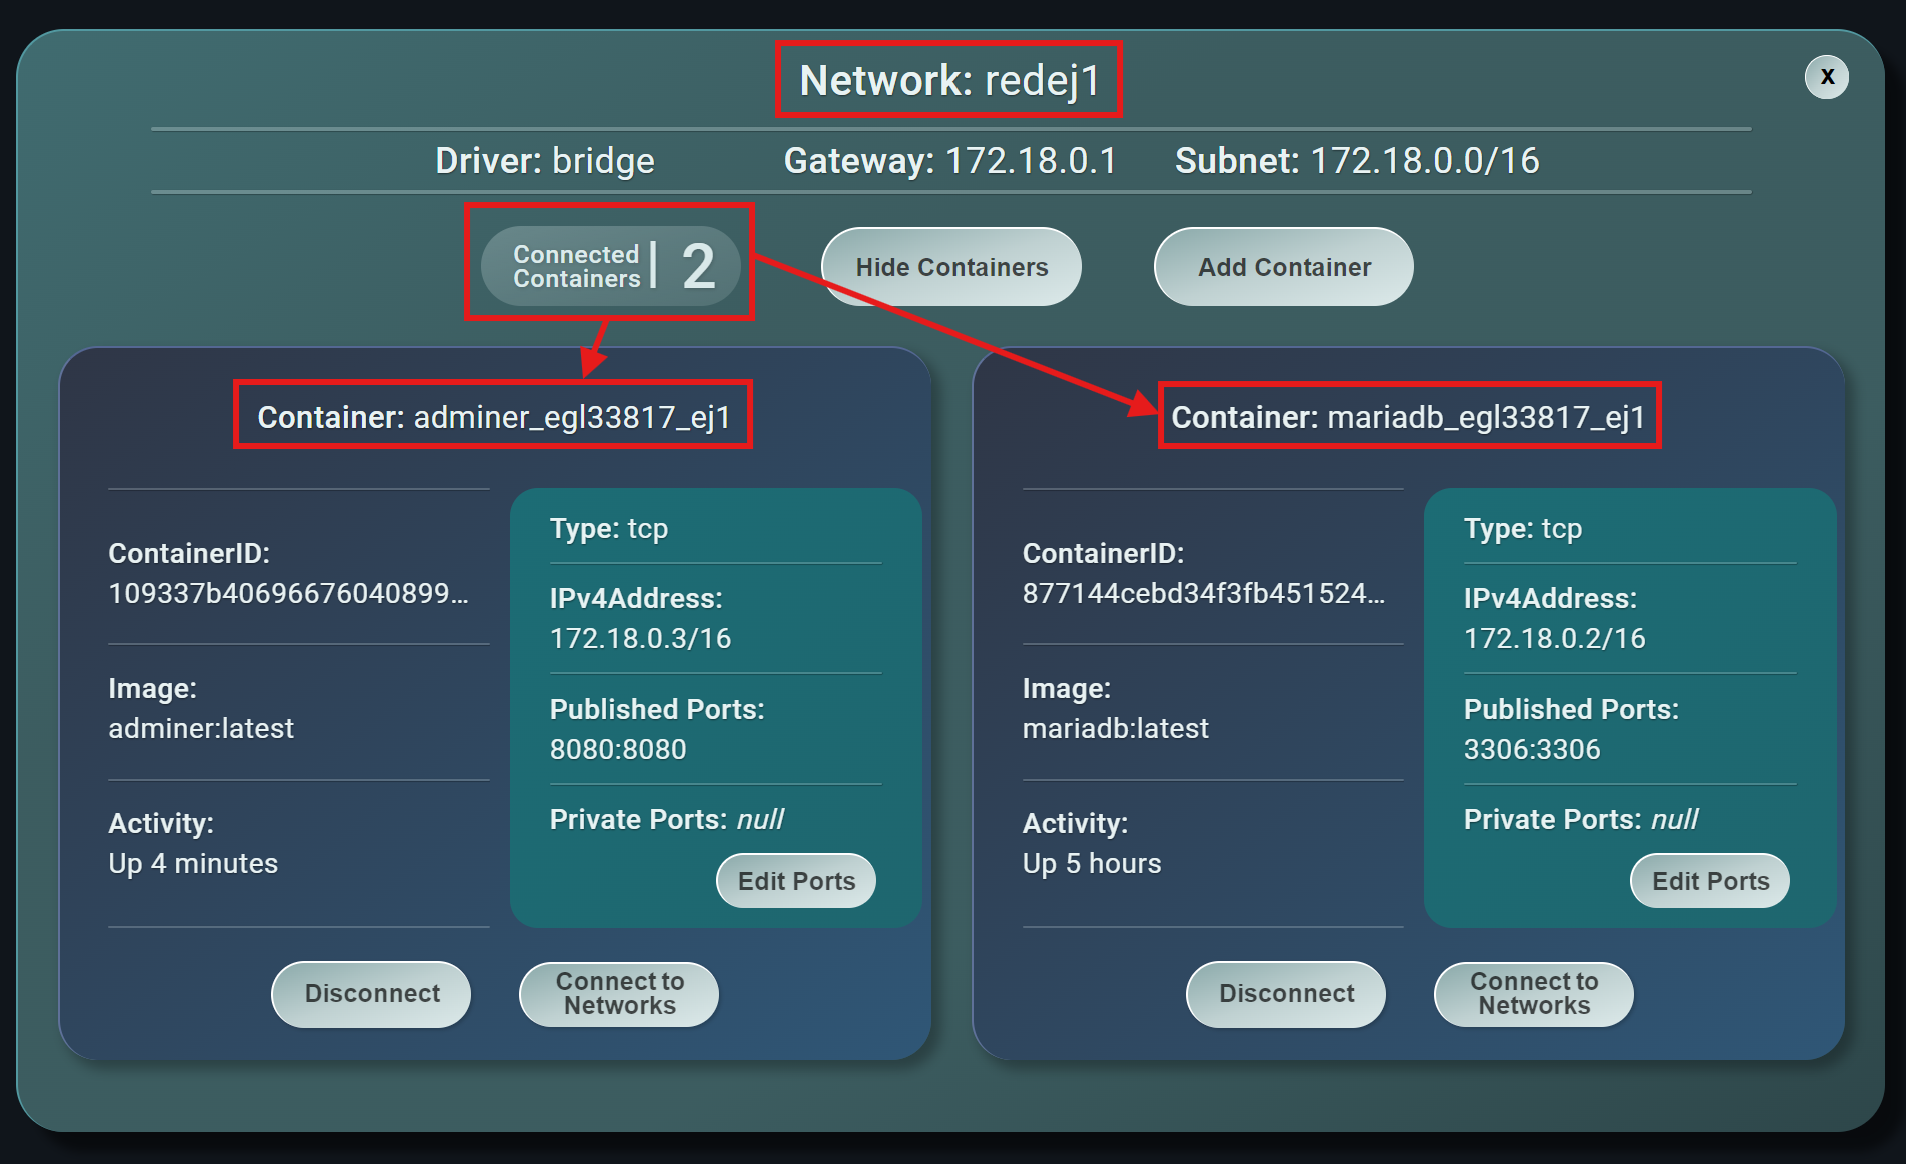 Network: redej1
X
Driver: bridge Gateway: 172.18.0.1 Subnet: 172.18.0.0/16
Connected
Containers | 2
Hide Containers
Add Container
Container: adminer_egl33817_ej1
ContainerID:
109337b40696676040899...
Image:
adminer:latest
Activity:
Up 4 minutes
Type: tcp
IPv4Address:
172.18.0.3/16
Published Ports:
8080:8080
Private Ports: null
Edit Ports
Disconnect
Connect to
Networks
Container: mariadb_egl33817_ej1
ContainerID:
877144cebd34f3fb451524...
Image:
mariadb:latest
Activity:
Up 5 hours
Type: tcp
IPv4Address:
172.18.0.2/16
Published Ports:
3306:3306
Private Ports: null
Edit Ports
Disconnect
Connect to
Networks